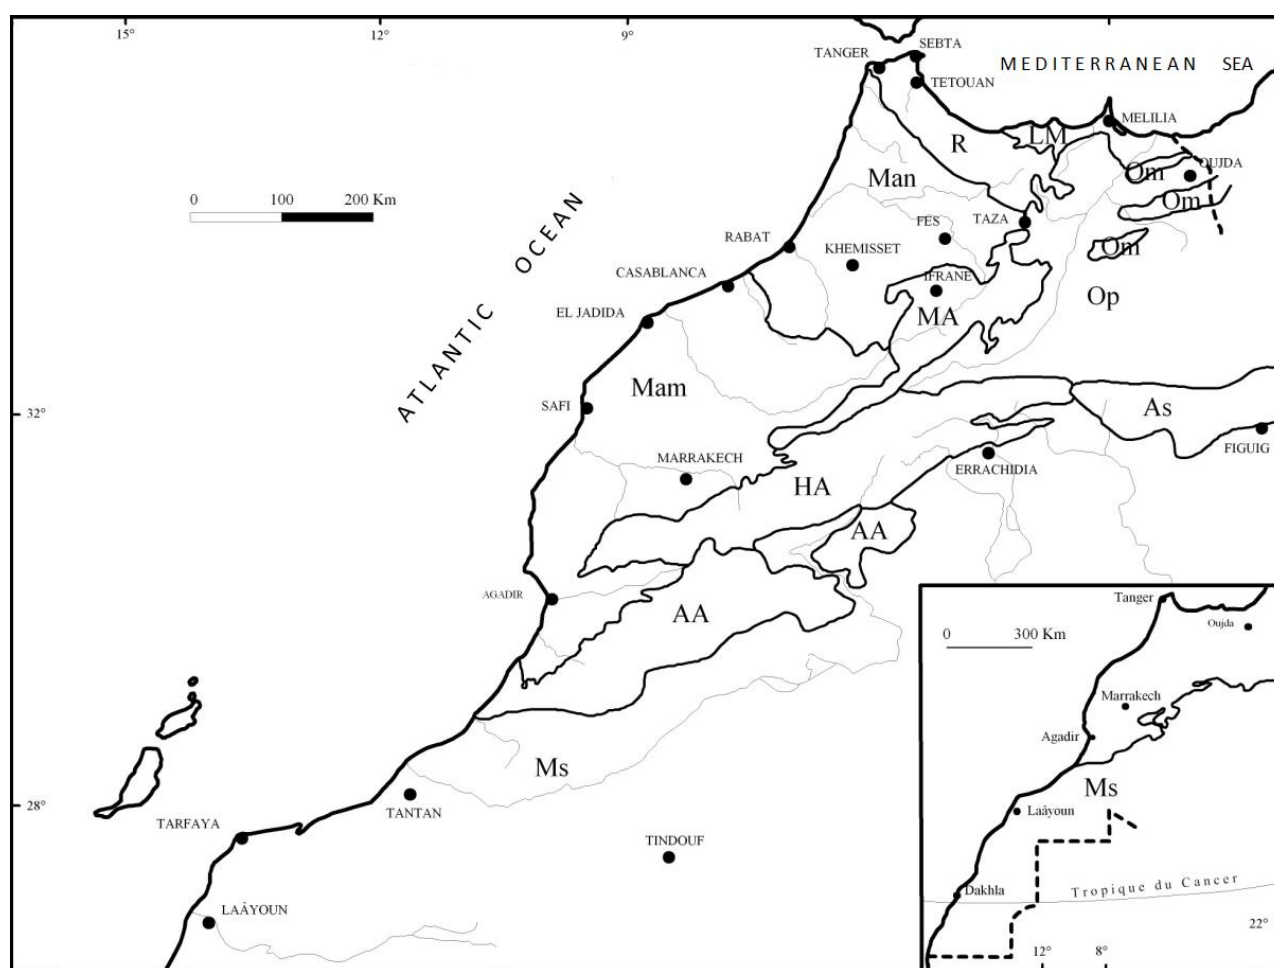 15°
12°
9°
SEBTA
TANGER
MEDITERRANEAN SEA
TETOUAN
MELILIA
LM
R
OUJDA
Om
Man
Om
0 100 200 Km
TAZA
FES
RABAT
KHEMISSET
Om
ATLANTIC OCEAN
CASABLANCA
IFRANE
Op
EL JADIDA
MA
Mam
SAFI
As
32°
FIGUIG
MARRAKECH
ERRACHIDIA
HA
AA
AGADIR
AA
Ms
28°
TANTAN
TARFAYA
TINDOUF
LAÂYOUN
Tanger
Oujda
0 300 Km
Marrakech
Agadir
Ms
Laâyoun
Dakhla
Tropique du Cancer
22°
12° 8°